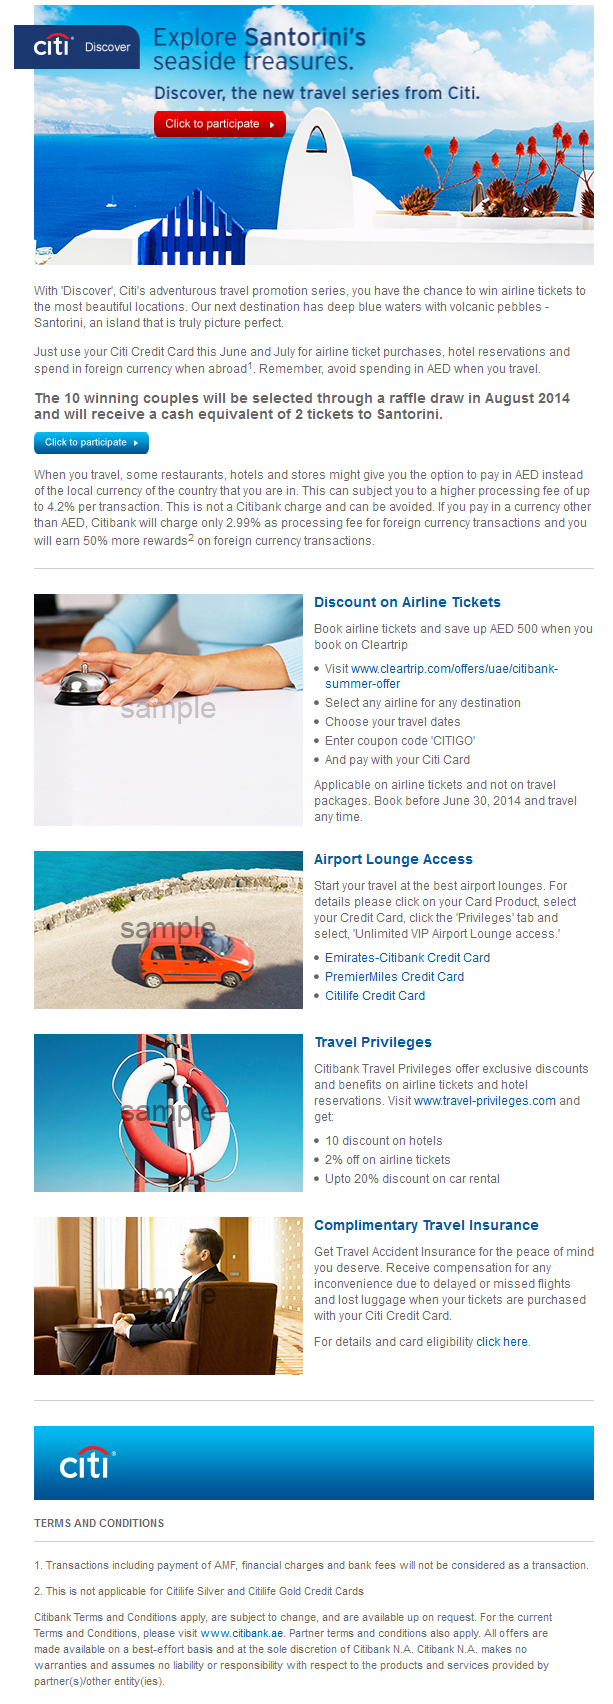 citi Discover
Explore Santorini's
seaside treasures.
Discover, the new travel series from Citi.
Click to participate
With 'Discover', Citi's adventurous travel promotion series, you have the chance to win airline tickets to
the most beautiful locations. Our next destination has deep blue waters with volcanic pebbles -
Santorini, an island that is truly picture perfect.
Just use your Citi Credit Card this June and July for airline ticket purchases, hotel reservations and
spend in foreign currency when abroad1. Remember, avoid spending in AED when you travel.
The 10 winning couples will be selected through a raffle draw in August 2014
and will receive a cash equivalent of 2 tickets to Santorini.
Click to participate
When you travel, some restaurants, hotels and stores might give you the option to pay in AED instead
of the local currency of the country that you are in. This can subject you to a higher processing fee of up
to 4.2% per transaction. This is not a Citibank charge and can be avoided. If you pay in a currency other
than AED, Citibank will charge only 2.99% as processing fee for foreign currency transactions and you
will earn 50% more rewards2 on foreign currency transactions.
sample
Discount on Airline Tickets
Book airline tickets and save up AED 500 when you
book on Cleartrip
• Visit www.cleartrip.com/offers/uae/citibank-
summer-offer
• Select any airline for any destination
• Choose your travel dates
• Enter coupon code 'CITIGO'
• And pay with your Citi Card
Applicable on airline tickets and not on travel
packages. Book before June 30, 2014 and travel
any time.
sample
Airport Lounge Access
Start your travel at the best airport lounges. For
details please click on your Card Product, select
your Credit Card, click the 'Privileges' tab and
select, 'Unlimited VIP Airport Lounge access.'
• Emirates-Citibank Credit Card
• PremierMiles Credit Card
• Citilife Credit Card
sample
Travel Privileges
Citibank Travel Privileges offer exclusive discounts
and benefits on airline tickets and hotel
reservations. Visit www.travel-privileges.com and
get:
• 10 discount on hotels
• 2% off on airline tickets
• Upto 20% discount on car rental
sample
Complimentary Travel Insurance
Get Travel Accident Insurance for the peace of mind
you deserve. Receive compensation for any
inconvenience due to delayed or missed flights
and lost luggage when your tickets are purchased
with your Citi Credit Card.
For details and card eligibility click here.
citi
TERMS AND CONDITIONS
1. Transactions including payment of AMF, financial charges and bank fees will not be considered as a transaction.
2. This is not applicable for Citilife Silver and Citilife Gold Credit Cards
Citibank Terms and Conditions apply, are subject to change, and are available up on request. For the current
Terms and Conditions, please visit www.citibank.ae. Partner terms and conditions also apply. All offers are
made available on a best-effort basis and at the sole discretion of Citibank N.A. Citibank N.A. makes no
warranties and assumes no liability or responsibility with respect to the products and services provided by
partner(s)/other entity(ies).